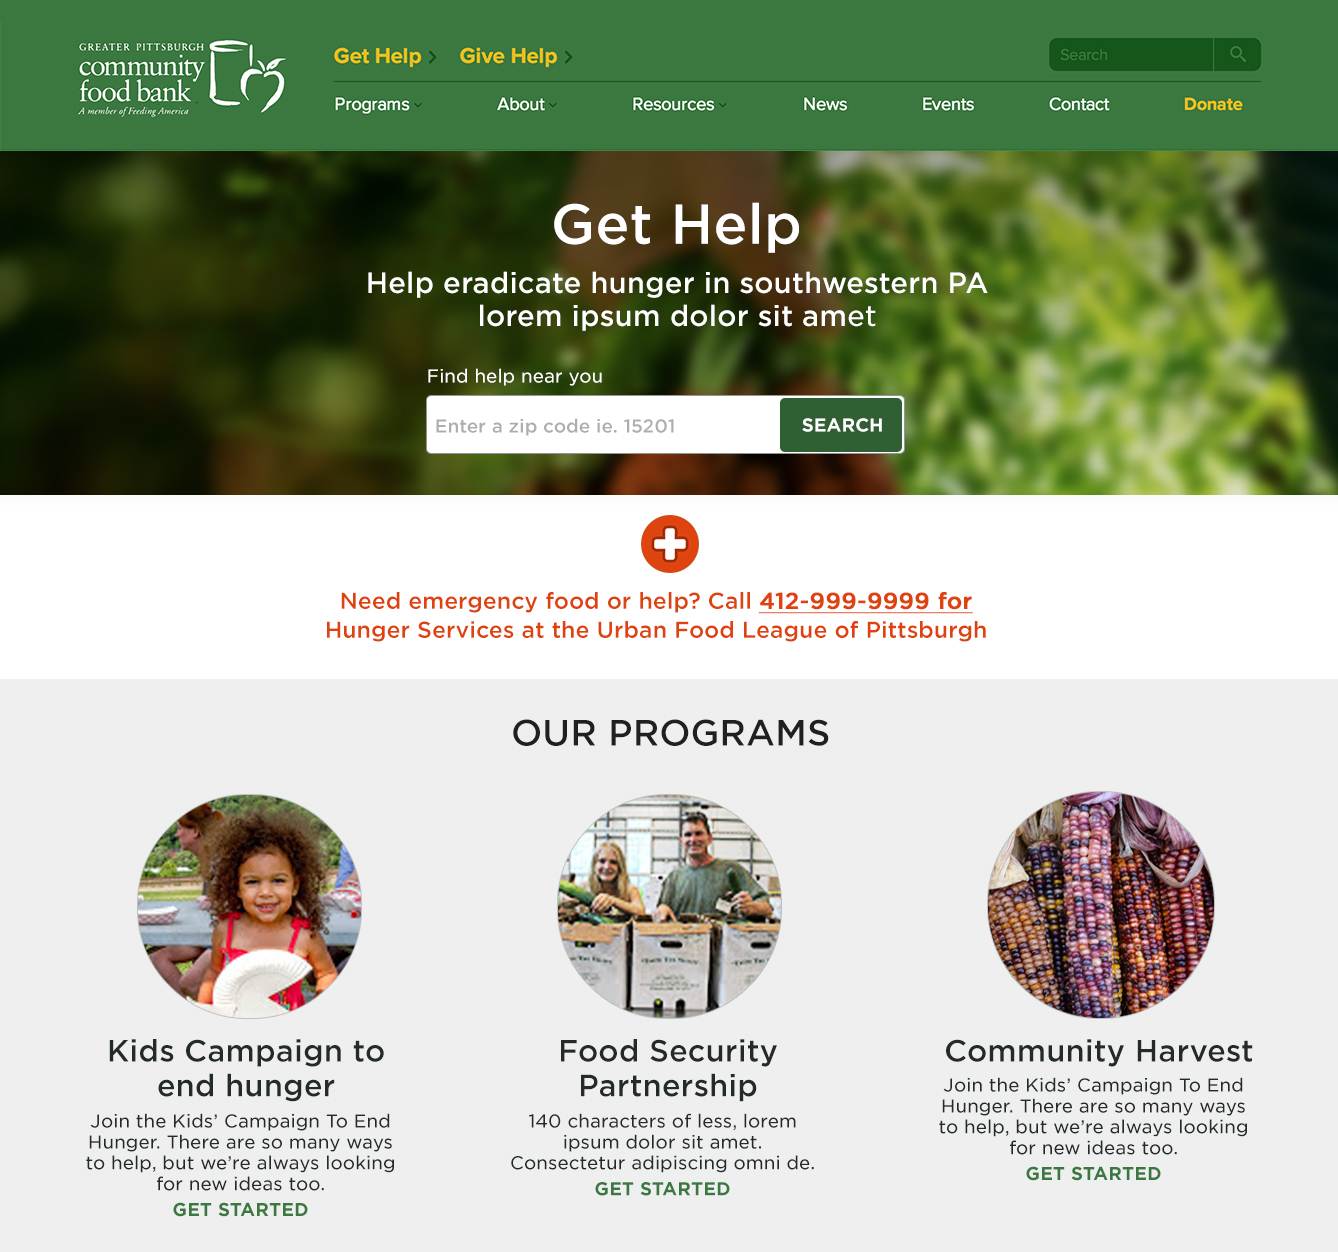 GREATER PITTSBURGH
community
food bank
A member of Feeding America
Get Help
Give Help
Search
Programs
About
Resources
News
Events
Contact
Donate
Get Help
Help eradicate hunger in southwestern PA
lorem ipsum dolor sit amet
Find help near you
Enter a zip code ie. 15201
SEARCH
Need emergency food or help? Call 412-999-9999 for
Hunger Services at the Urban Food League of Pittsburgh
OUR PROGRAMS
Kids Campaign to
end hunger
Join the Kids’ Campaign To End
Hunger. There are so many ways
to help, but we’re always looking
for new ideas too.
GET STARTED
Food Security
Partnership
140 characters of less, lorem
ipsum dolor sit amet.
Consectetur adipiscing omni de.
GET STARTED
Community Harvest
Join the Kids’ Campaign To End
Hunger. There are so many ways
to help, but we’re always looking
for new ideas too.
GET STARTED